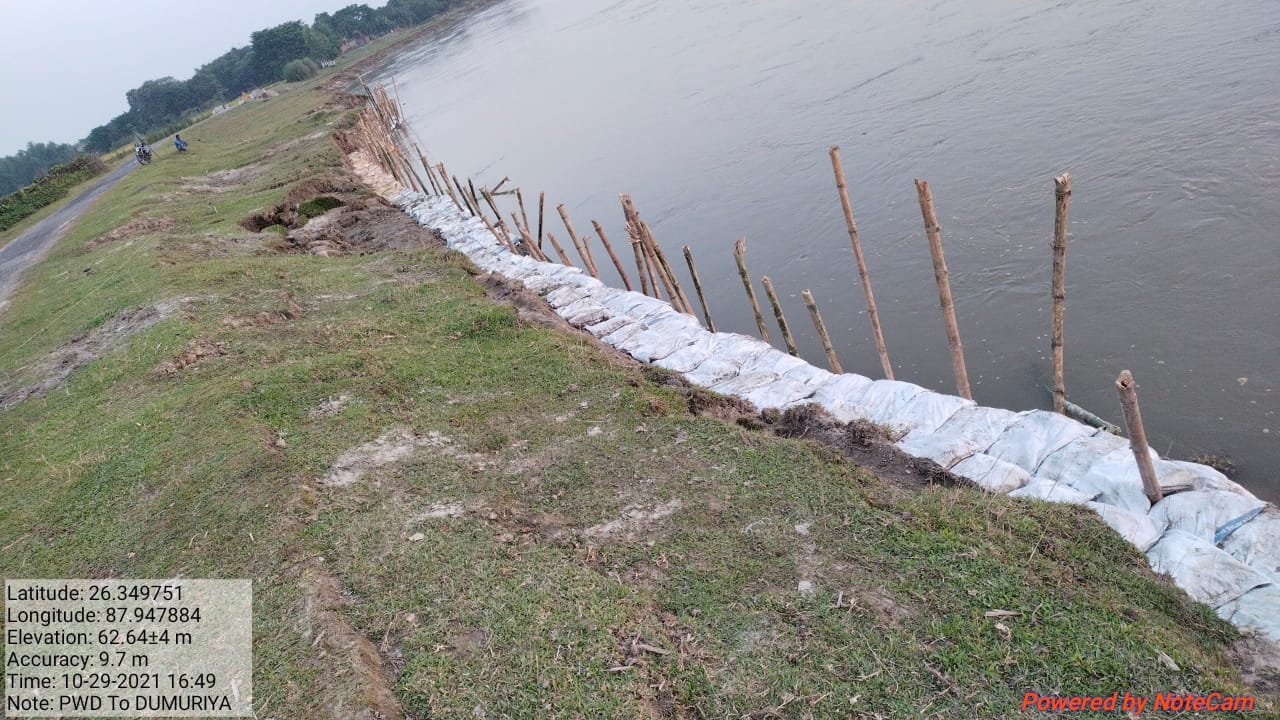 Latitude: 26.349751
Longitude: 87.947884
Elevation: 62.64±4 m
Accuracy: 9.7 m
Time: 10-29-2021 16:49
Note: PWD To DUMURIYA
Powered by NoteCam